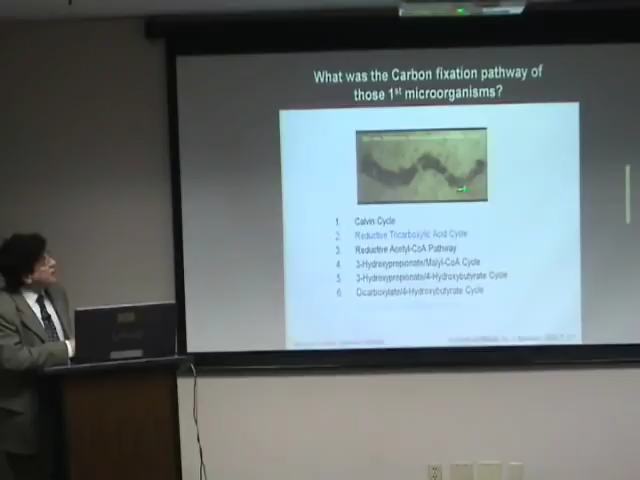 What was the Carbon fixation pathway of
those 1st microorganisms?
1. Calvin Cycle
2. Reductive Tricarboxylic Acid Cycle
3. Reductive Acetyl-CoA Pathway
4. 3-Hydroxypropionate/Malyl-CoA Cycle
5. 3-Hydroxypropionate/4-Hydroxybutyrate Cycle
6. Dicarboxylate/4-Hydroxybutyrate Cycle